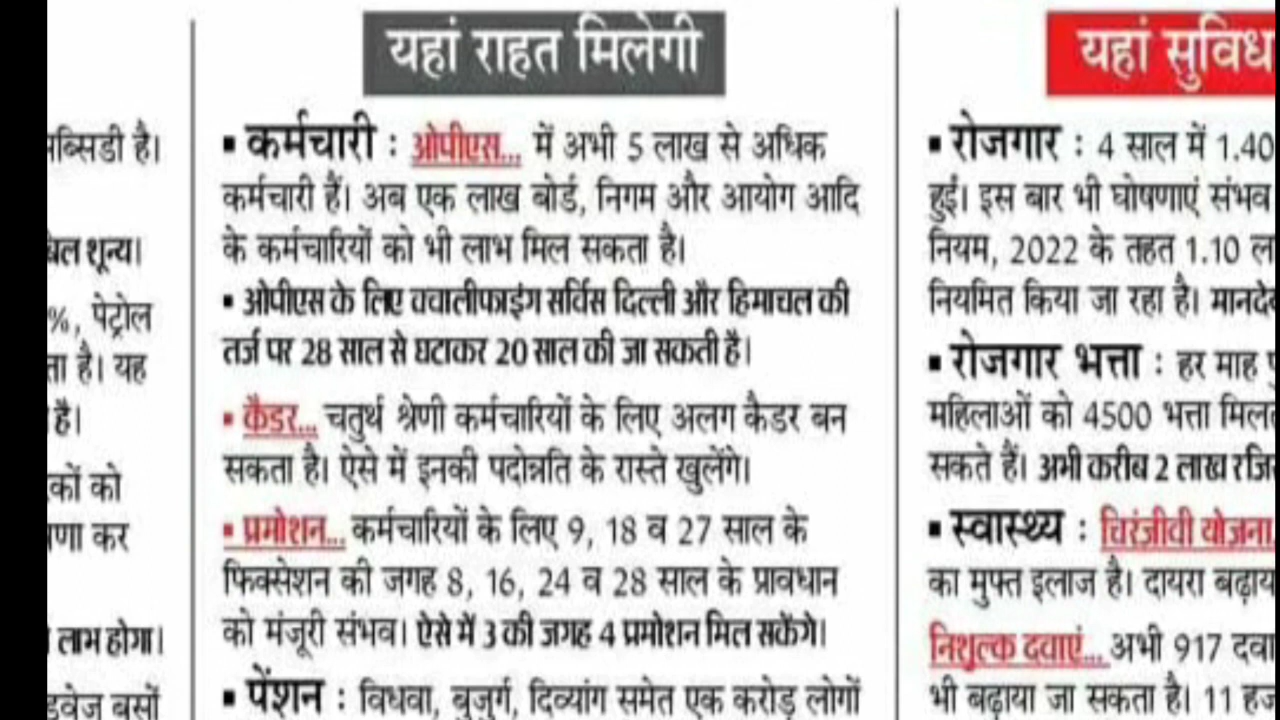 ब्सिडी है।
शून्य।
%, पेट्रोल
है। यह
है।
को
कर
लाभ होगा।
बसों
यहां राहत मिलेगी
▪ कर्मचारी : ओपीएस... में अभी 5 लाख से अधिक
कर्मचारी हैं। अब एक लाख बोर्ड, निगम और आयोग आदि
के कर्मचारियों को भी लाभ मिल सकता है।
▪ ओपीएस के लिए क्वालीफाइंग सर्विस दिल्ली और हिमाचल की
तर्ज पर 28 साल से घटाकर 20 साल की जा सकती है।
▪ कैडर... चतुर्थ श्रेणी कर्मचारियों के लिए अलग कैडर बन
सकता है। ऐसे में इनकी पदोन्नति के रास्ते खुलेंगे।
▪ प्रमोशन... कर्मचारियों के लिए 9, 18 व 27 साल के
फिक्सेशन की जगह 8, 16, 24 व 28 साल के प्रावधान
को मंजूरी संभव। ऐसे में 3 की जगह 4 प्रमोशन मिल सकेंगे।
▪ पेंशन : विधवा, बुजुर्ग, दिव्यांग समेत एक करोड़ लोगों
यहां सुविध
▪ रोजगार : 4 साल में 1.40
हुईं। इस बार भी घोषणाएं संभव
नियम, 2022 के तहत 1.10 ल
नियमित किया जा रहा है। मानदे
▪ रोजगार भत्ता : हर माह
महिलाओं को 4500 भत्ता मिल
सकते हैं। अभी करीब 2 लाख रजि
▪ स्वास्थ्य : चिरंजीवी योजना
का मुफ्त इलाज है। दायरा बढ़ाय
निशुल्क दवाएं... अभी 917 दवा
भी बढ़ाया जा सकता है। 11 हज